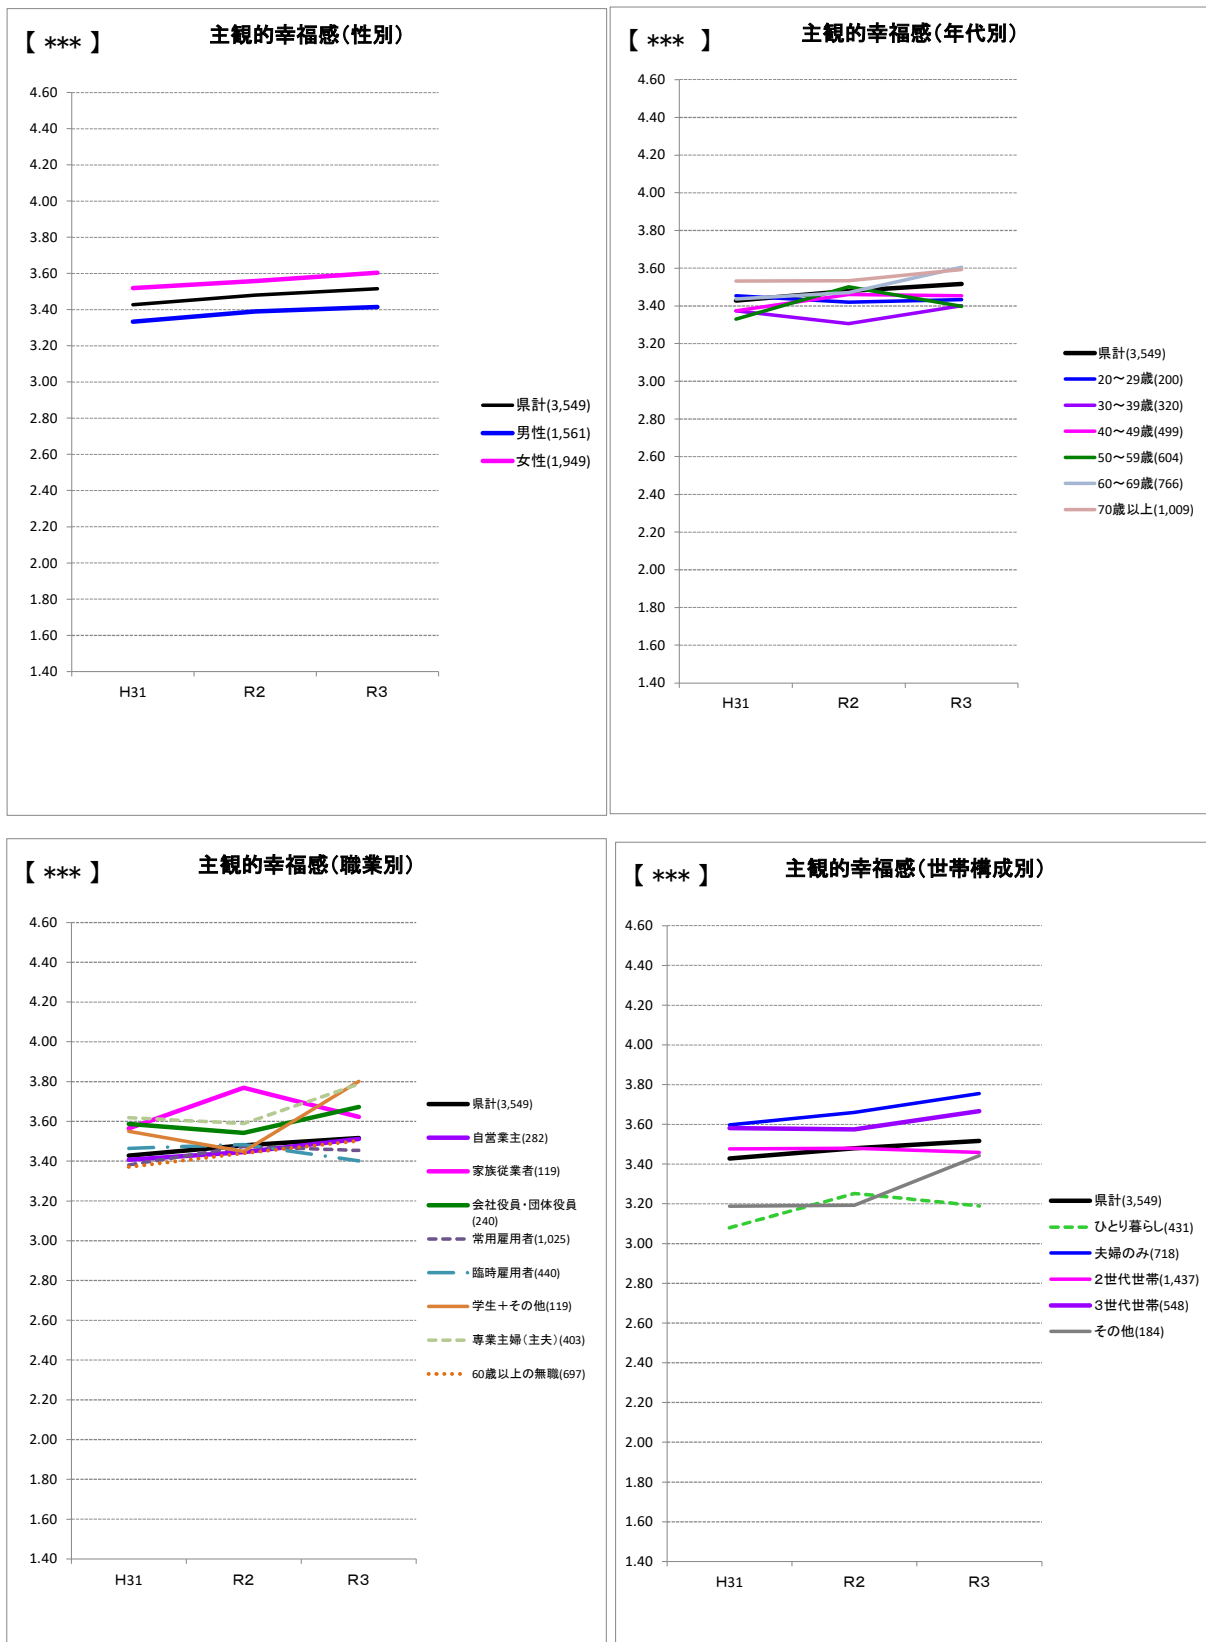 【 *** 】
主観的幸福感(性別)
4.60
4.40
4.20
4.00
3.80
3.60
3.40
3.20
3.00
2.80
2.60
2.40
2.20
2.00
1.80
1.60
1.40
H31 R2 R3
県計(3,549)
男性(1,561)
女性(1,949)
【 *** 】
主観的幸福感(年代別)
4.60
4.40
4.20
4.00
3.80
3.60
3.40
3.20
3.00
2.80
2.60
2.40
2.20
2.00
1.80
1.60
1.40
H31 R2 R3
県計(3,549)
20～29歳(200)
30～39歳(320)
40～49歳(499)
50～59歳(604)
60～69歳(766)
70歳以上(1,009)
【 *** 】
主観的幸福感(職業別)
4.60
4.40
4.20
4.00
3.80
3.60
3.40
3.20
3.00
2.80
2.60
2.40
2.20
2.00
1.80
1.60
1.40
H31 R2 R3
県計(3,549)
自営業主(282)
家族従業者(119)
会社役員・団体役員
(240)
常用雇用者(1,025)
臨時雇用者(440)
学生＋その他(119)
専業主婦(主夫)(403)
60歳以上の無職(697)
【 *** 】
主観的幸福感(世帯構成別)
4.60
4.40
4.20
4.00
3.80
3.60
3.40
3.20
3.00
2.80
2.60
2.40
2.20
2.00
1.80
1.60
1.40
H31 R2 R3
県計(3,549)
ひとり暮らし(431)
夫婦のみ(718)
２世代世帯(1,437)
３世代世帯(548)
その他(184)